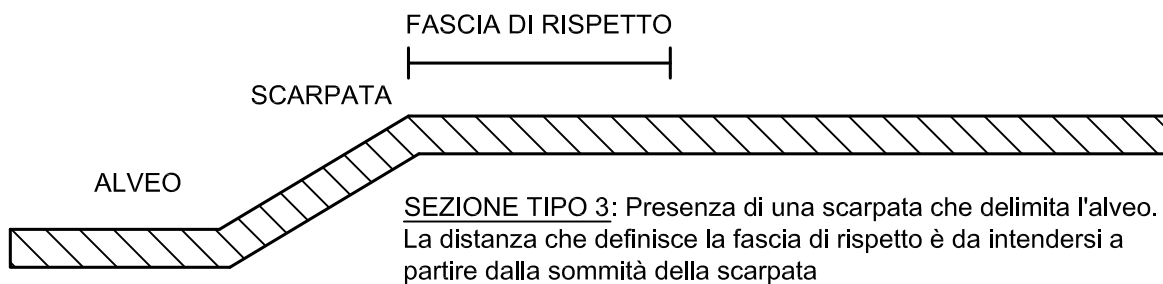 FASCIA DI RISPETTO
SCARPATA
ALVEO
SEZIONE TIPO 3: Presenza di una scarpata che delimita l'alveo.
La distanza che definisce la fascia di rispetto è da intendersi a
partire dalla sommità della scarpata